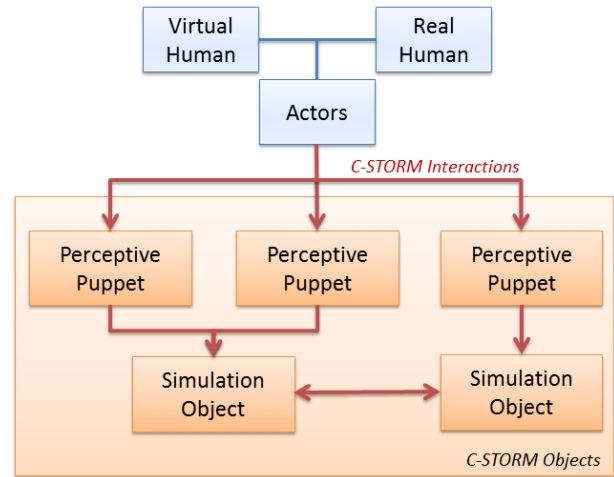 Virtual
Human
Real
Human
Actors
C-STORM Interactions
Perceptive
Puppet
Perceptive
Puppet
Perceptive
Puppet
Simulation
Object
Simulation
Object
C-STORM Objects